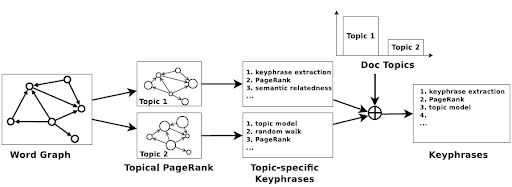 Topic 1
Topic 2
Doc Topics
Topic 1
1. keyphrase extraction
2. PageRank
3. semantic relatedness
...
Topic 2
1. topic model
2. random walk
3. PageRank
...
1. keyphrase extraction
2. PageRank
3. topic model
4.
...
Word Graph
Topical PageRank
Topic-specific
Keyphrases
Keyphrases